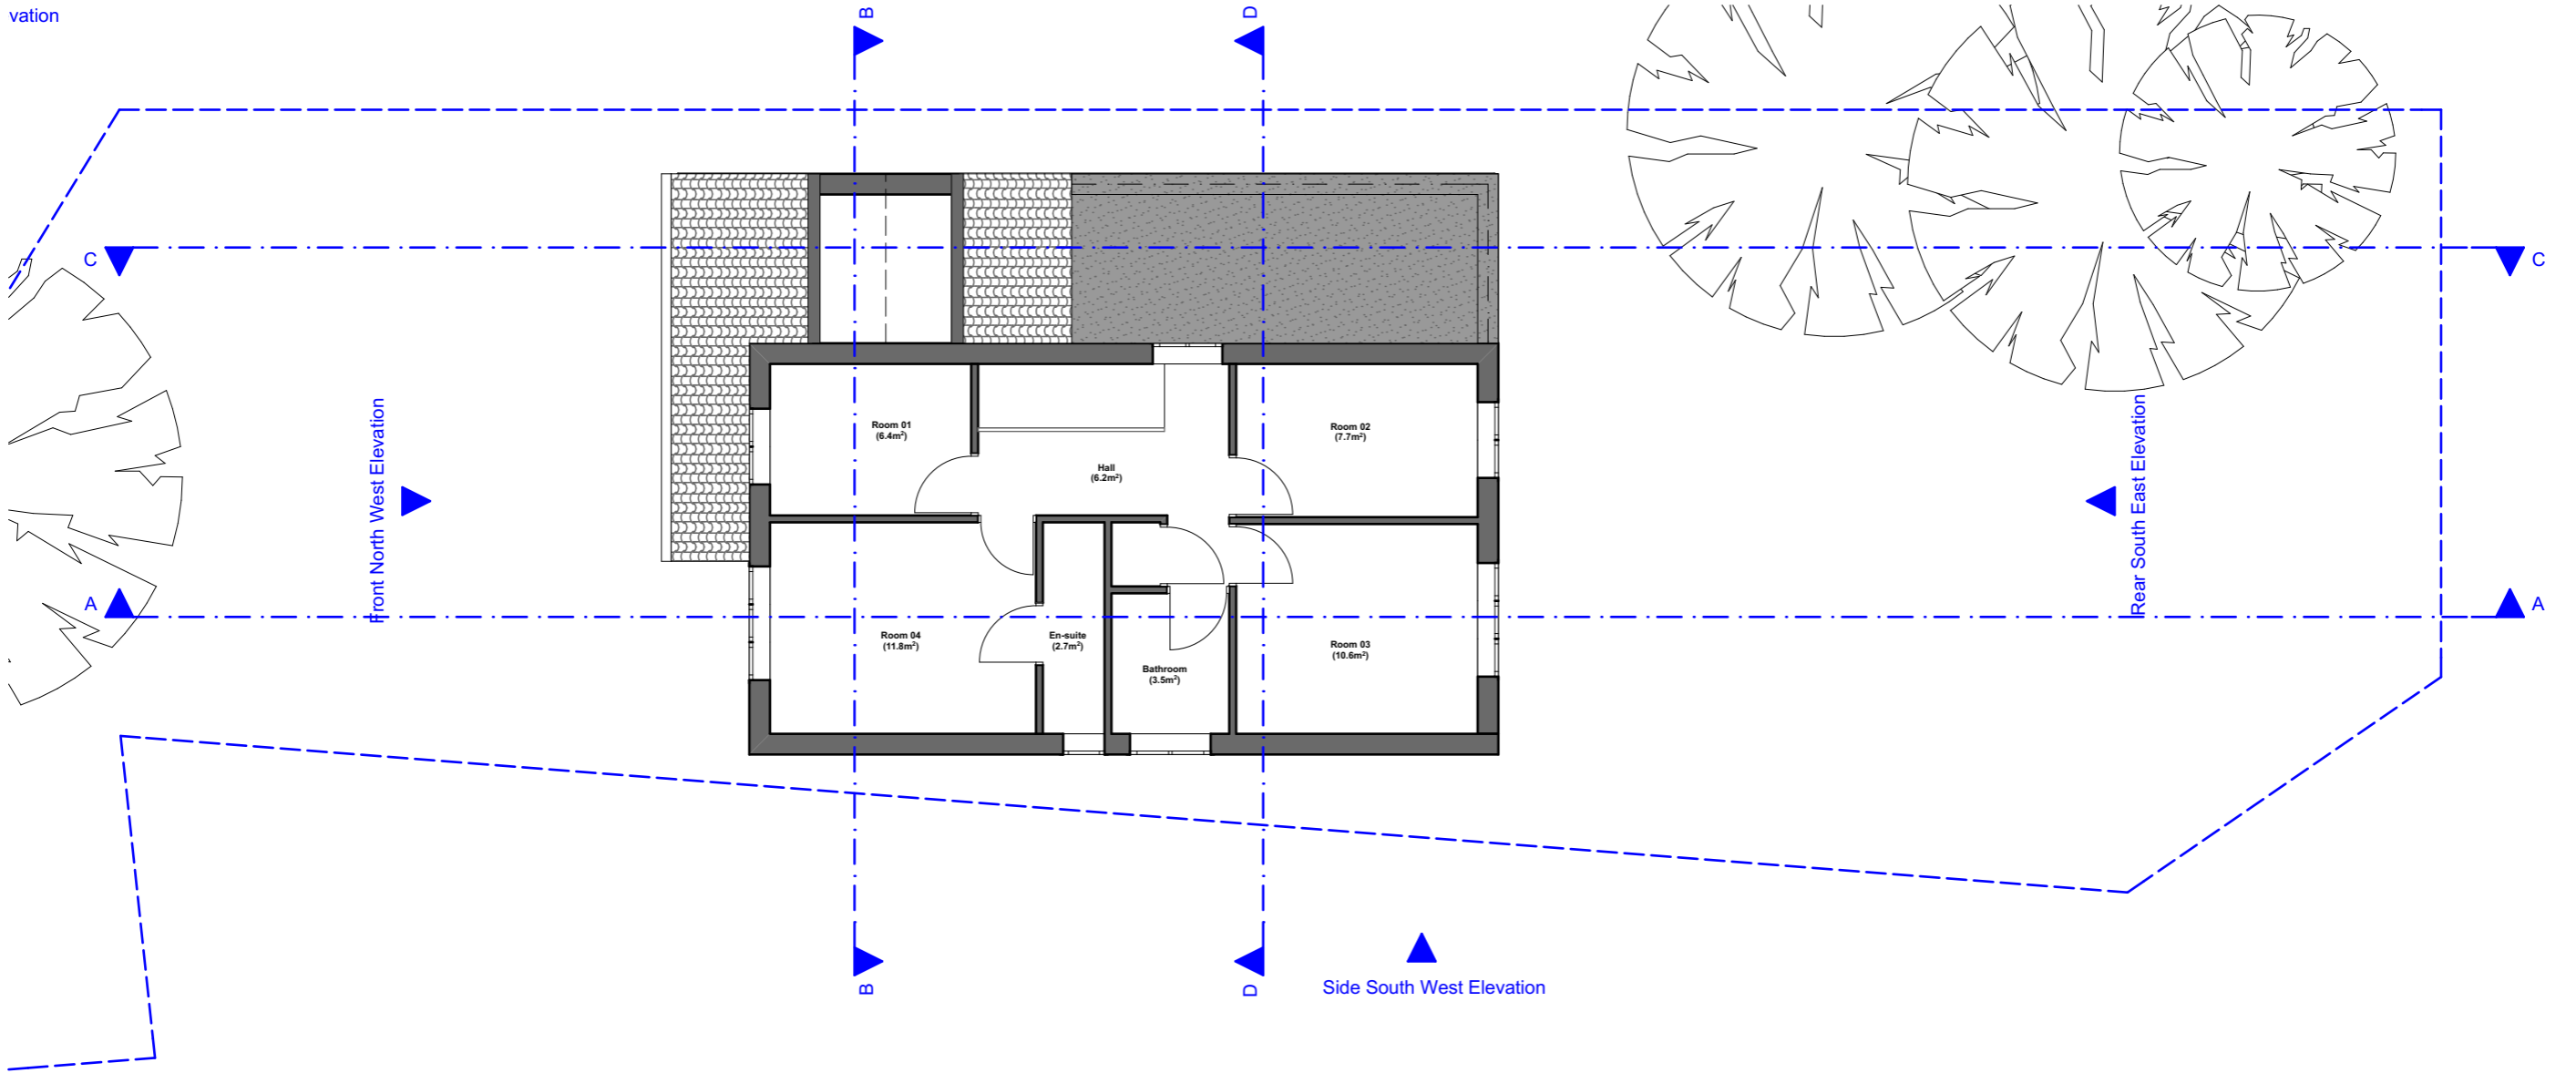 vation
B
D
C
C
Front North West Elevation
Rear South East Elevation
Room 01
(6.4m²)
Room 02
(7.7m²)
Hall
(6.2m²)
A
A
Room 04
(11.8m²)
En-suite
(2.7m²)
Bathroom
(3.5m²)
Room 03
(10.6m²)
B
D
Side South West Elevation